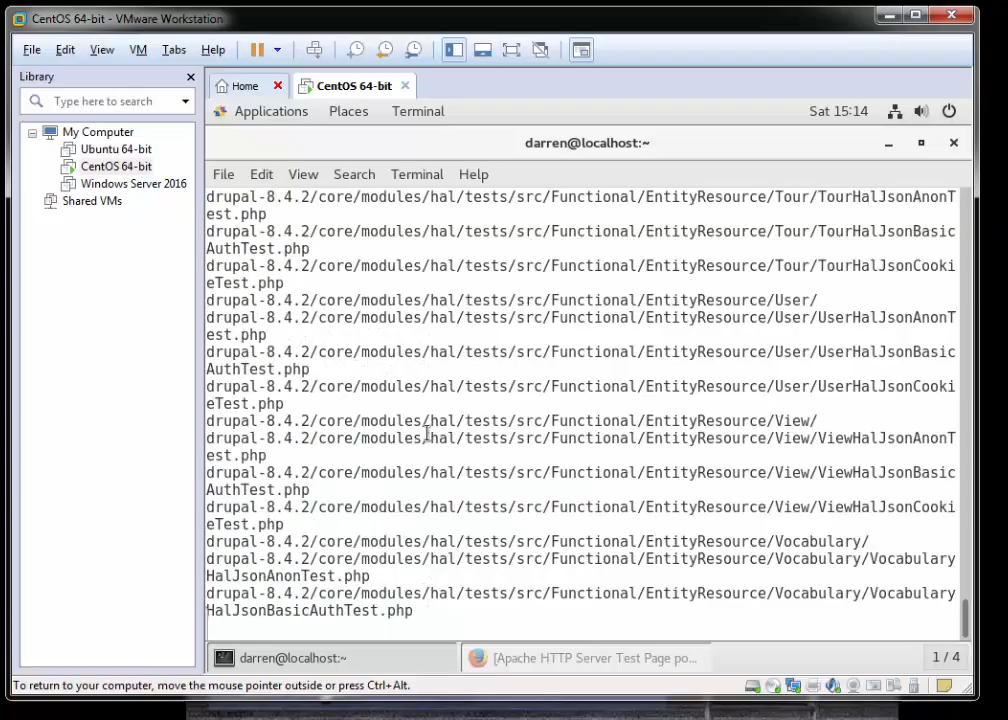 CentOS 64-bit - VMware Workstation
File Edit View VM Tabs Help
Library
Type here to search
My Computer
Ubuntu 64-bit
CentOS 64-bit
Windows Server 2016
Shared VMs
Home CentOS 64-bit
Applications Places Terminal Sat 15:14
darren@localhost:~
File Edit View Search Terminal Help
drupal-8.4.2/core/modules/hal/tests/src/Functional/EntityResource/Tour/TourHalJsonAnonT
est.php
drupal-8.4.2/core/modules/hal/tests/src/Functional/EntityResource/Tour/TourHalJsonBasic
AuthTest.php
drupal-8.4.2/core/modules/hal/tests/src/Functional/EntityResource/Tour/TourHalJsonCooki
eTest.php
drupal-8.4.2/core/modules/hal/tests/src/Functional/EntityResource/User/
drupal-8.4.2/core/modules/hal/tests/src/Functional/EntityResource/User/UserHalJsonAnonT
est.php
drupal-8.4.2/core/modules/hal/tests/src/Functional/EntityResource/User/UserHalJsonBasic
AuthTest.php
drupal-8.4.2/core/modules/hal/tests/src/Functional/EntityResource/User/UserHalJsonCooki
eTest.php
drupal-8.4.2/core/modules/hal/tests/src/Functional/EntityResource/View/
drupal-8.4.2/core/modules/hal/tests/src/Functional/EntityResource/View/ViewHalJsonAnonT
est.php
drupal-8.4.2/core/modules/hal/tests/src/Functional/EntityResource/View/ViewHalJsonBasic
AuthTest.php
drupal-8.4.2/core/modules/hal/tests/src/Functional/EntityResource/View/ViewHalJsonCooki
eTest.php
drupal-8.4.2/core/modules/hal/tests/src/Functional/EntityResource/Vocabulary/
drupal-8.4.2/core/modules/hal/tests/src/Functional/EntityResource/Vocabulary/Vocabulary
HalJsonAnonTest.php
drupal-8.4.2/core/modules/hal/tests/src/Functional/EntityResource/Vocabulary/Vocabulary
HalJsonBasicAuthTest.php
darren@localhost:~ [Apache HTTP Server Test Page po... 1 / 4
To return to your computer, move the mouse pointer outside or press Ctrl+Alt.